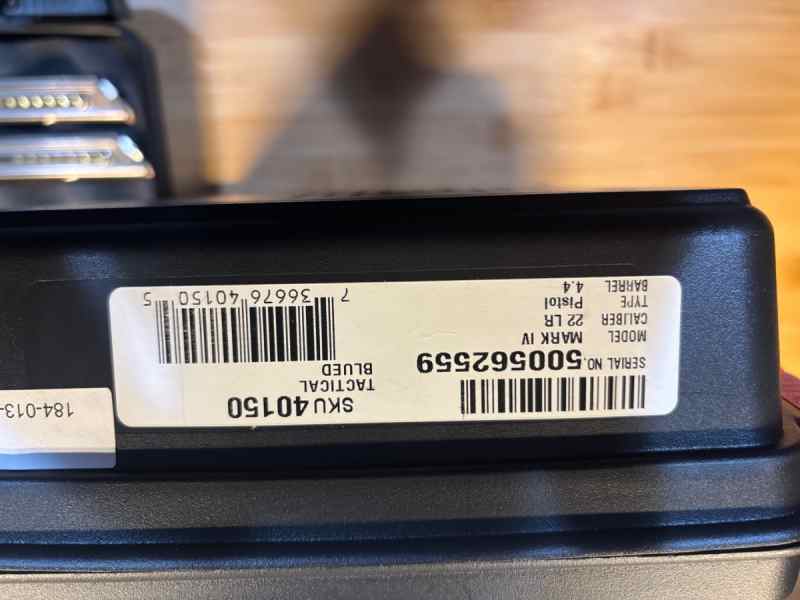 SERIAL NO. 500562559
MODEL MARK IV
CALIBER 22 LR
TYPE Pistol
BARREL 4.4
SKU 40150
TACTICAL
BLUED
7 36676 40150 5
184-013-